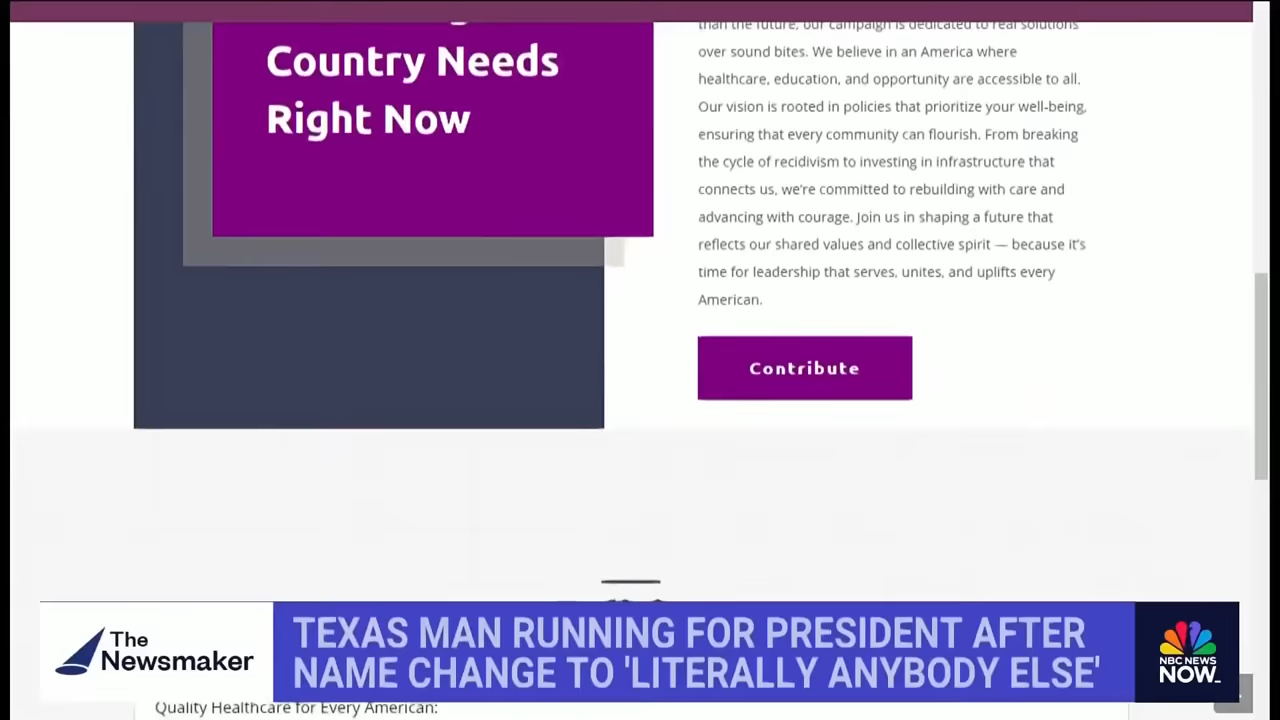 Country Needs
Right Now
than the future, our campaign is dedicated to real solutions
over sound bites. We believe in an America where
healthcare, education, and opportunity are accessible to all.
Our vision is rooted in policies that prioritize your well-being,
ensuring that every community can flourish. From breaking
the cycle of recidivism to investing in infrastructure that
connects us, we’re committed to rebuilding with care and
advancing with courage. Join us in shaping a future that
reflects our shared values and collective spirit — because it’s
time for leadership that serves, unites, and uplifts every
American.
Contribute
The
Newsmaker
TEXAS MAN RUNNING FOR PRESIDENT AFTER
NAME CHANGE TO 'LITERALLY ANYBODY ELSE'
NBC NEWS
NOW
Quality Healthcare for Every American: